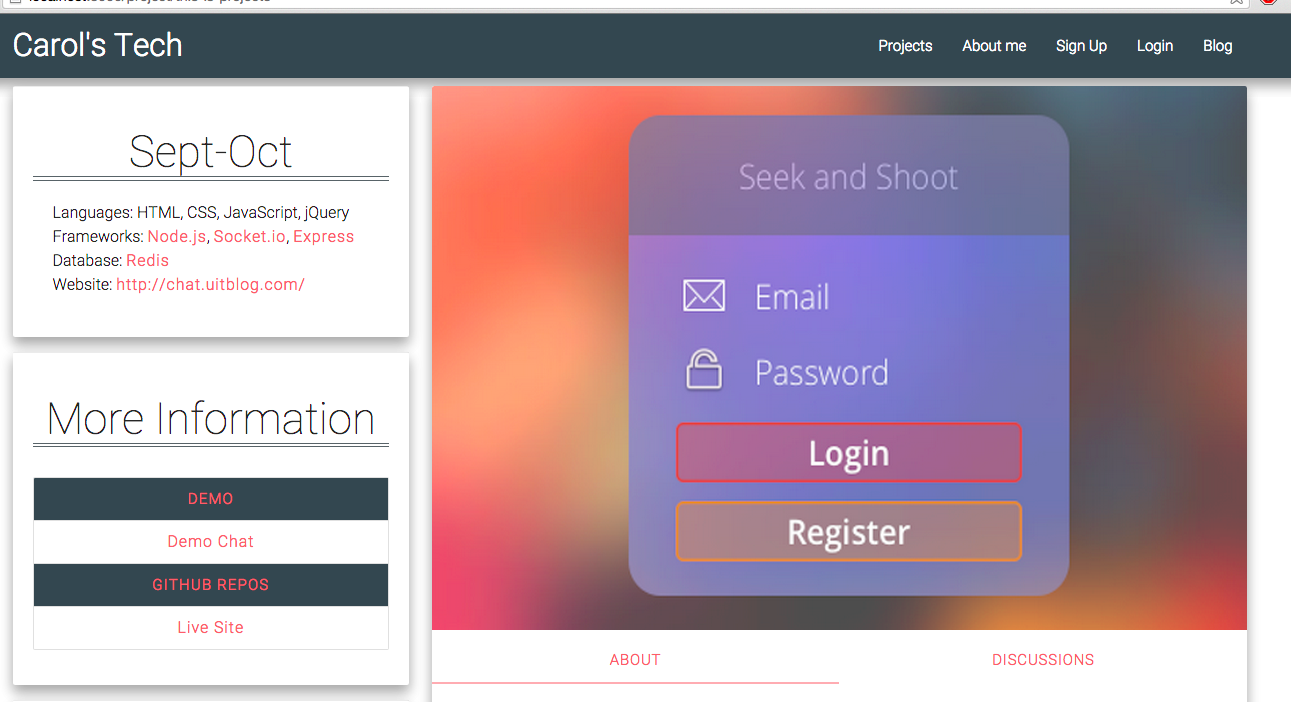 Carol's Tech
Projects About me Sign Up Login Blog
Sept-Oct
Languages: HTML, CSS, JavaScript, jQuery
Frameworks: Node.js, Socket.io, Express
Database: Redis
Website: http://chat.uitblog.com/
More Information
DEMO
Demo Chat
GITHUB REPOS
Live Site
Seek and Shoot
Email
Password
Login
Register
ABOUT DISCUSSIONS